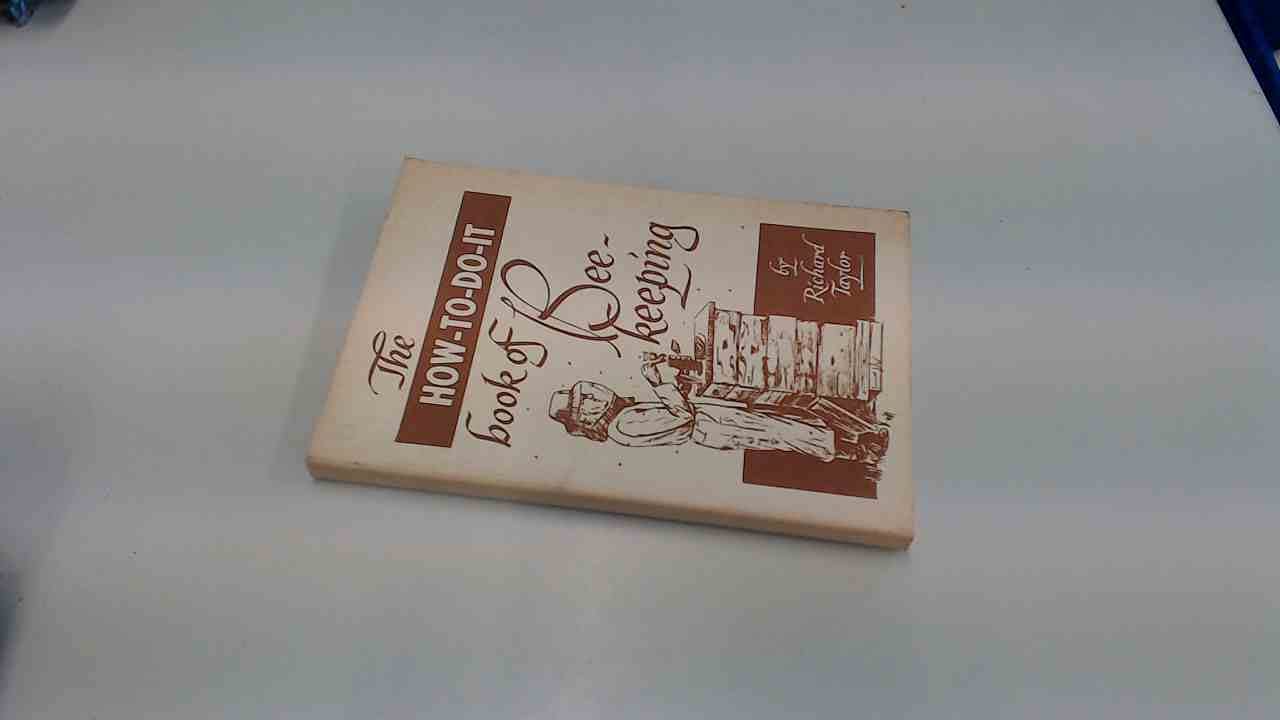 The
HOW-TO-DO-IT
book of Bee-
keeping
by
Richard
Taylor